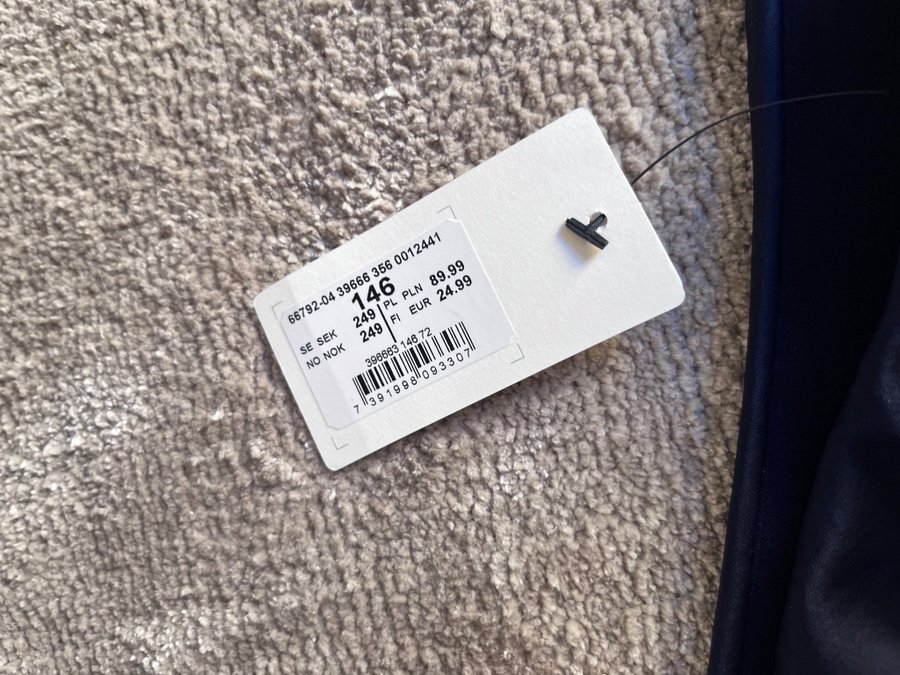 66792-04 39666 356 0012441
146
SE SEK 249 PL PLN 89.99
NO NOK 249 FI EUR 24.99
396663 146 72
7 391998 093307